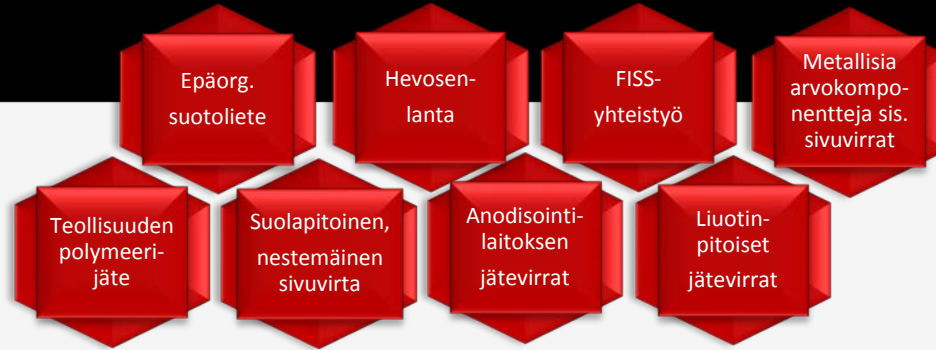 Epäorg.
suotoliete
Hevosen-
lanta
FISS-
yhteistyö
Metallisia
arvokompo-
nentteja sis.
sivuvirrat
Teollisuuden
polymeeri-
jäte
Suolapitoinen,
nestemäinen
sivuvirta
Anodisointi-
laitoksen
jätevirrat
Liuotin-
pitoiset
jätevirrat